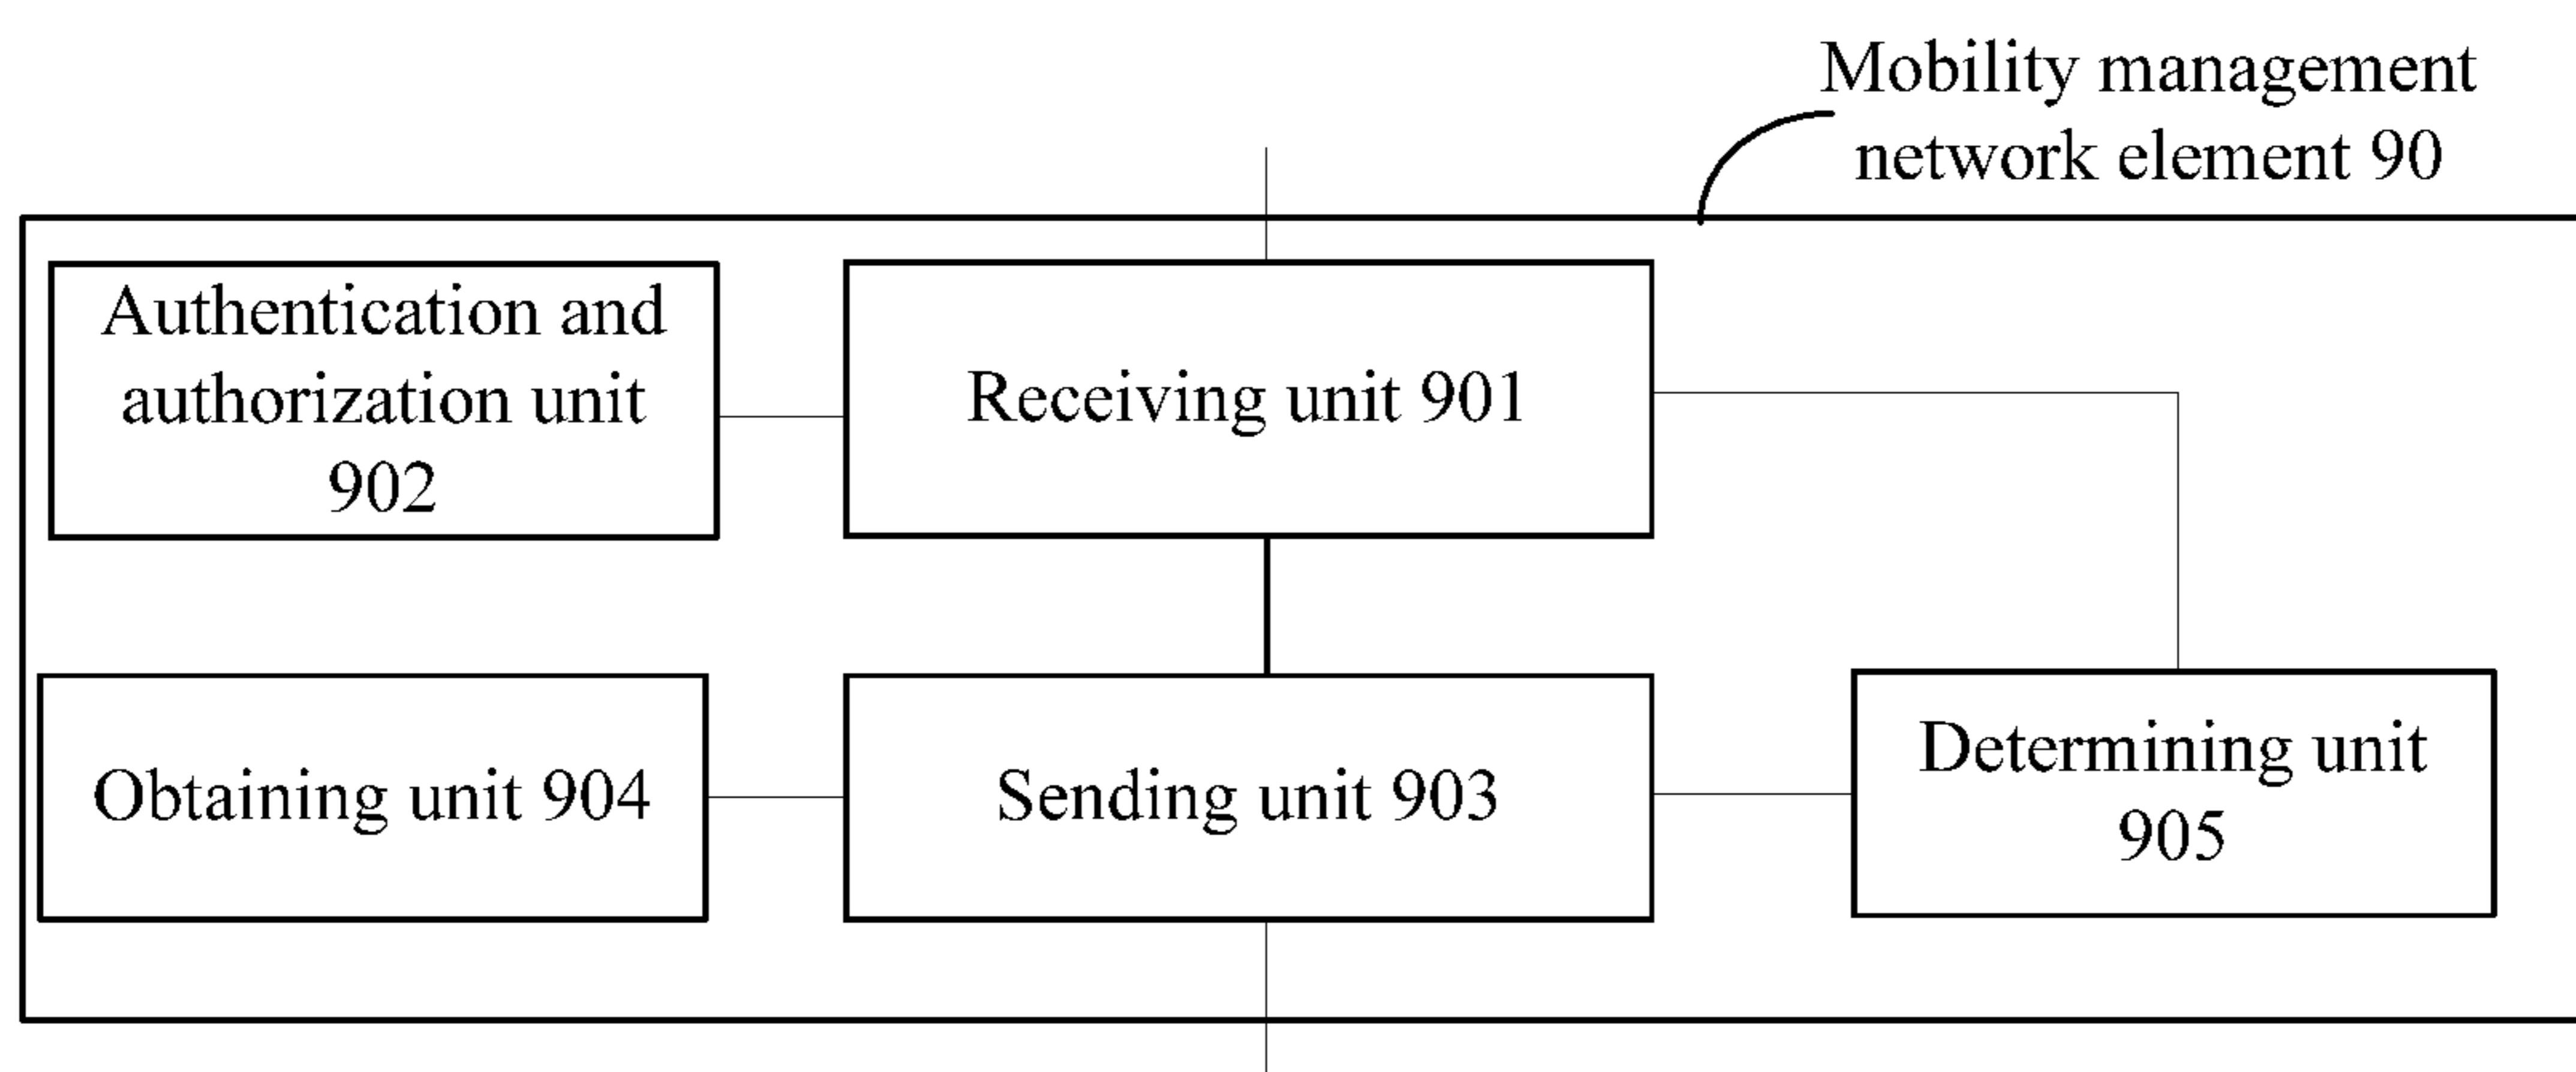 Mobility management
network element 90
Authentication and
authorization unit
902
Receiving unit 901
Obtaining unit 904
Sending unit 903
Determining unit
905